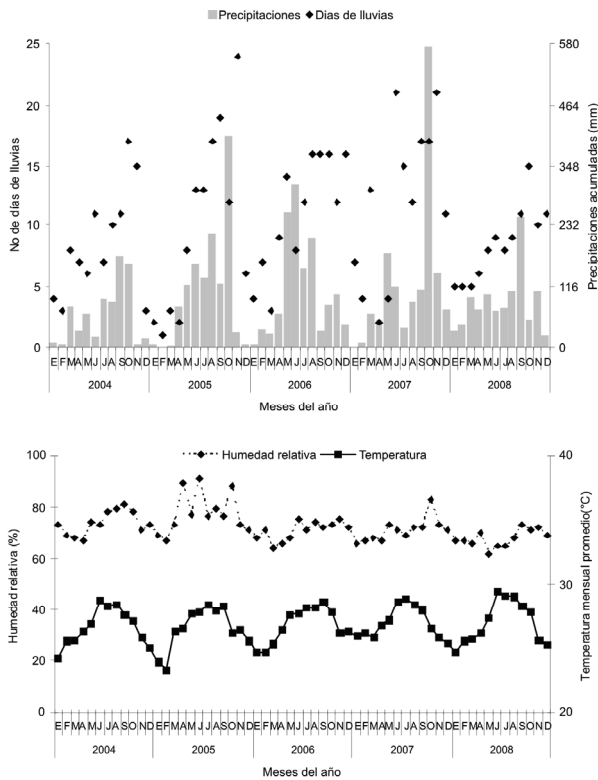 Precipitaciones Dias de lluvias
25 580
20 464
15 348
10 232
5 116
0 0
No de días de lluvias
Precipitaciones acumuladas (mm)
E F M A M J J A S O N D E F M A M J J A S O N D E F M A M J J A S O N D E F M A M J J A S O N D E F M A M J J A S O N D
2004 2005 2006 2007 2008
Meses del año
Humedad relativa Temperatura
100 40
80
60 30
40
20
0 20
Humedad relativa (%)
Temperatura mensual promedio(°C)
E F M A M J J A S O N D E F M A M J J A S O N D E F M A M J J A S O N D E F M A M J J A S O N D E F M A M J J A S O N D
2004 2005 2006 2007 2008
Meses del año